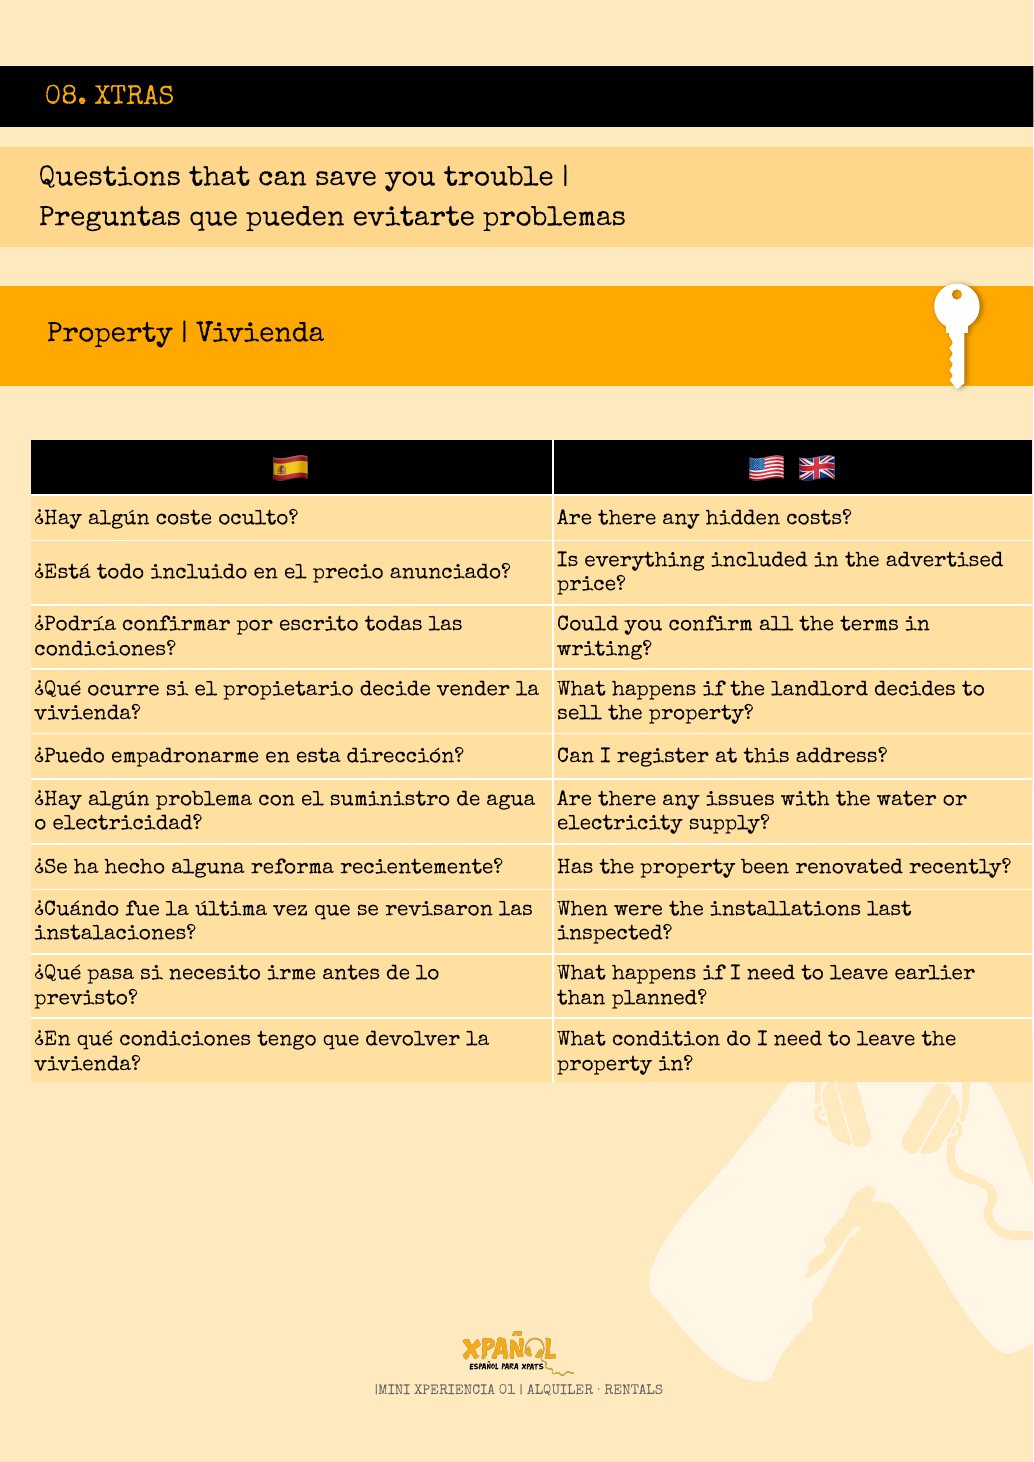 08. XTRAS
Questions that can save you trouble |
Preguntas que pueden evitarte problemas
Property | Vivienda
¿Hay algún coste oculto?
Are there any hidden costs?
¿Está todo incluido en el precio anunciado?
Is everything included in the advertised
price?
¿Podría confirmar por escrito todas las
condiciones?
Could you confirm all the terms in
writing?
¿Qué ocurre si el propietario decide vender la
vivienda?
What happens if the landlord decides to
sell the property?
¿Puedo empadronarme en esta dirección?
Can I register at this address?
¿Hay algún problema con el suministro de agua
o electricidad?
Are there any issues with the water or
electricity supply?
¿Se ha hecho alguna reforma recientemente?
Has the property been renovated recently?
¿Cuándo fue la última vez que se revisaron las
instalaciones?
When were the installations last
inspected?
¿Qué pasa si necesito irme antes de lo
previsto?
What happens if I need to leave earlier
than planned?
¿En qué condiciones tengo que devolver la
vivienda?
What condition do I need to leave the
property in?
XPAÑOL
ESPAÑOL PARA XPATS
|MINI XPERIENCIA 01 | ALQUILER · RENTALS